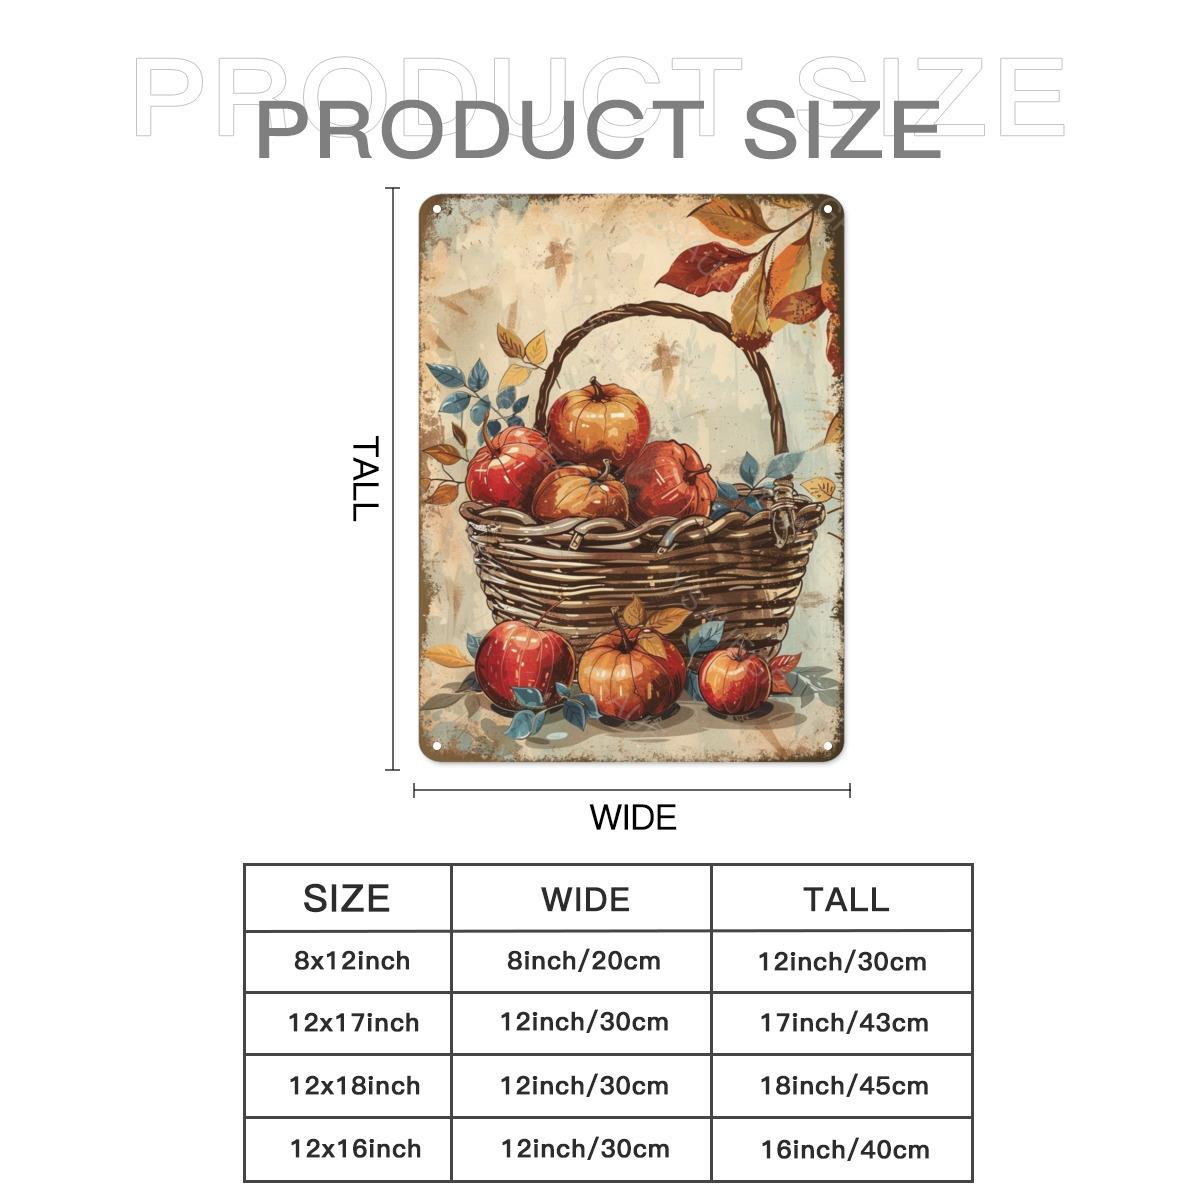 PRODUCT SIZE
PRODUCT SIZE
TALL
WIDE
SIZE WIDE TALL
8x12inch 8inch/20cm 12inch/30cm
12x17inch 12inch/30cm 17inch/43cm
12x18inch 12inch/30cm 18inch/45cm
12x16inch 12inch/30cm 16inch/40cm